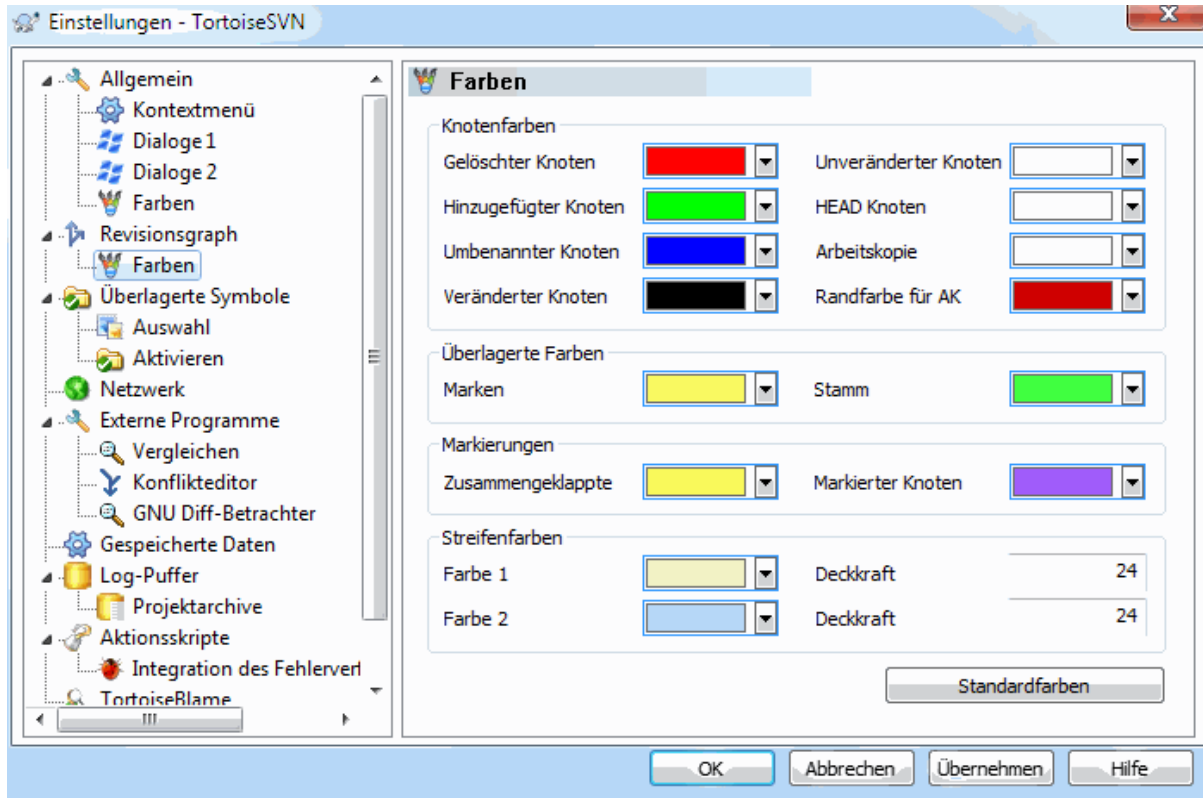 Einstellungen - TortoiseSVN
Allgemein
Kontextmenü
Dialoge 1
Dialoge 2
Farben
Revisionsgraph
Farben
Überlagerte Symbole
Auswahl
Aktivieren
Netzwerk
Externe Programme
Vergleichen
Konflikteditor
GNU Diff-Betrachter
Gespeicherte Daten
Log-Puffer
Projektarchive
Aktionsskripte
Integration des Fehlerverf
TortoiseBlame
Farben
Knotenfarben
Gelöschter Knoten
Unveränderter Knoten
Hinzugefügter Knoten
HEAD Knoten
Umbenannter Knoten
Arbeitskopie
Veränderter Knoten
Randfarbe für AK
Überlagerte Farben
Marken
Stamm
Markierungen
Zusammengeklappte
Markierter Knoten
Streifenfarben
Farbe 1
Deckkraft 24
Farbe 2
Deckkraft 24
Standardfarben
OK
Abbrechen
Übernehmen
Hilfe